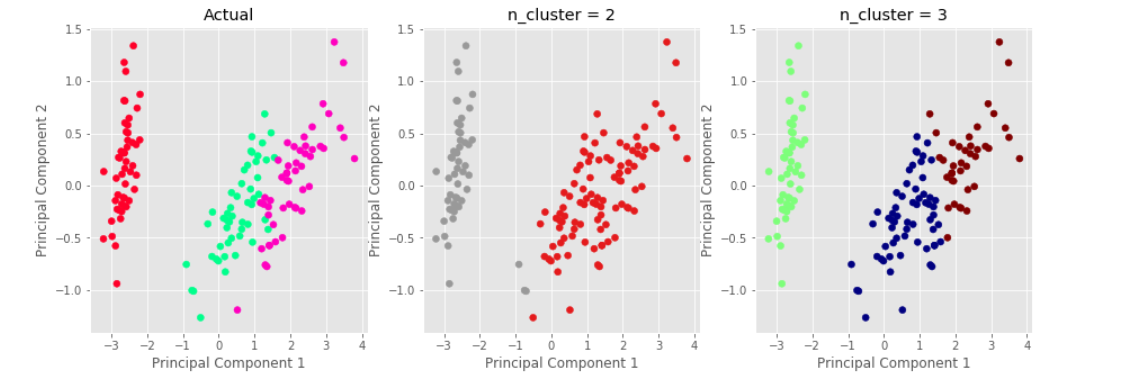 Actual
n_cluster = 2
n_cluster = 3
Principal Component 2
1.5
1.0
0.5
0.0
−0.5
−1.0
−3 −2 −1 0 1 2 3 4
Principal Component 1
Principal Component 2
1.5
1.0
0.5
0.0
−0.5
−1.0
−3 −2 −1 0 1 2 3 4
Principal Component 1
Principal Component 2
1.5
1.0
0.5
0.0
−0.5
−1.0
−3 −2 −1 0 1 2 3 4
Principal Component 1